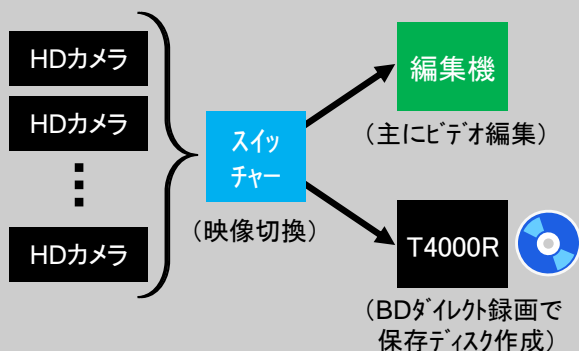 HDカメラ
HDカメラ
HDカメラ
スイッ
チャー
(映像切換)
編集機
(主にﾋﾞﾃﾞｵ編集)
T4000R
(BDﾀﾞｲﾚｸﾄ録画で
保存ﾃﾞｨｽｸ作成)